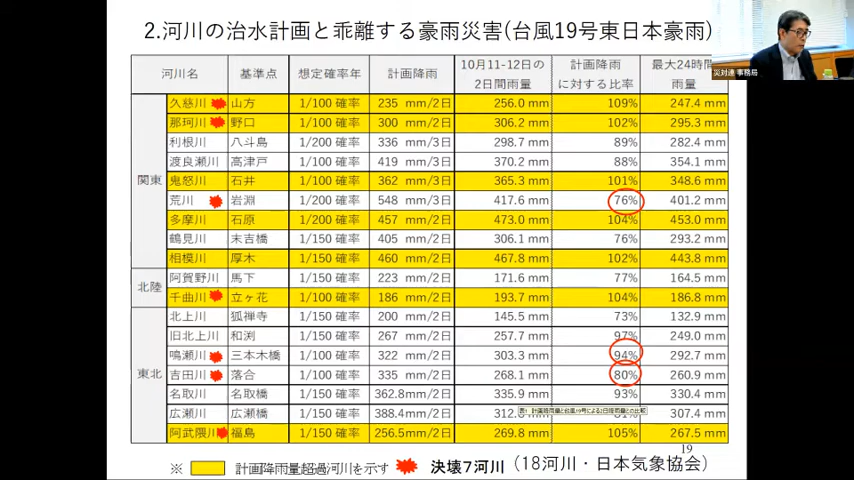 2.河川の治水計画と乖離する豪雨災害(台風19号東日本豪雨)
災対連 事務局
河川名 基準点 想定確率年 計画降雨 10月11-12日の2日間雨量 計画降雨に対する比率 最大24時間雨量
関東
久慈川 山方 1/100 確率 235 mm/2日 256.0 mm 109% 247.4 mm
那珂川 野口 1/100 確率 300 mm/2日 306.2 mm 102% 295.3 mm
利根川 八斗島 1/200 確率 336 mm/3日 298.7 mm 89% 282.4 mm
渡良瀬川 高津戸 1/100 確率 419 mm/3日 370.2 mm 88% 354.1 mm
鬼怒川 石井 1/100 確率 362 mm/3日 365.3 mm 101% 348.6 mm
荒川 岩淵 1/200 確率 548 mm/3日 417.6 mm 76% 401.2 mm
多摩川 石原 1/200 確率 457 mm/2日 473.0 mm 104% 453.0 mm
鶴見川 末吉橋 1/150 確率 405 mm/2日 306.1 mm 76% 293.2 mm
相模川 厚木 1/150 確率 460 mm/2日 467.8 mm 102% 443.8 mm
北陸
阿賀野川 馬下 1/150 確率 223 mm/2日 171.6 mm 77% 164.5 mm
千曲川 立ヶ花 1/100 確率 186 mm/2日 193.7 mm 104% 186.8 mm
東北
北上川 狐禅寺 1/150 確率 200 mm/2日 145.5 mm 73% 132.9 mm
旧北上川 和渕 1/150 確率 267 mm/2日 257.7 mm 97% 249.0 mm
鳴瀬川 三本木橋 1/100 確率 322 mm/2日 303.3 mm 94% 292.7 mm
吉田川 落合 1/100 確率 335 mm/2日 268.1 mm 80% 260.9 mm
名取川 名取橋 1/150 確率 362.8mm/2日 335.9 mm 93% 330.4 mm
広瀬川 広瀬橋 1/150 確率 388.4mm/2日 312. 307.4 mm
阿武隈川 福島 1/150 確率 256.5mm/2日 269.8 mm 105% 267.5 mm
19
※ 計画降雨量超過河川を示す 決壊7河川 (18河川・日本気象協会)